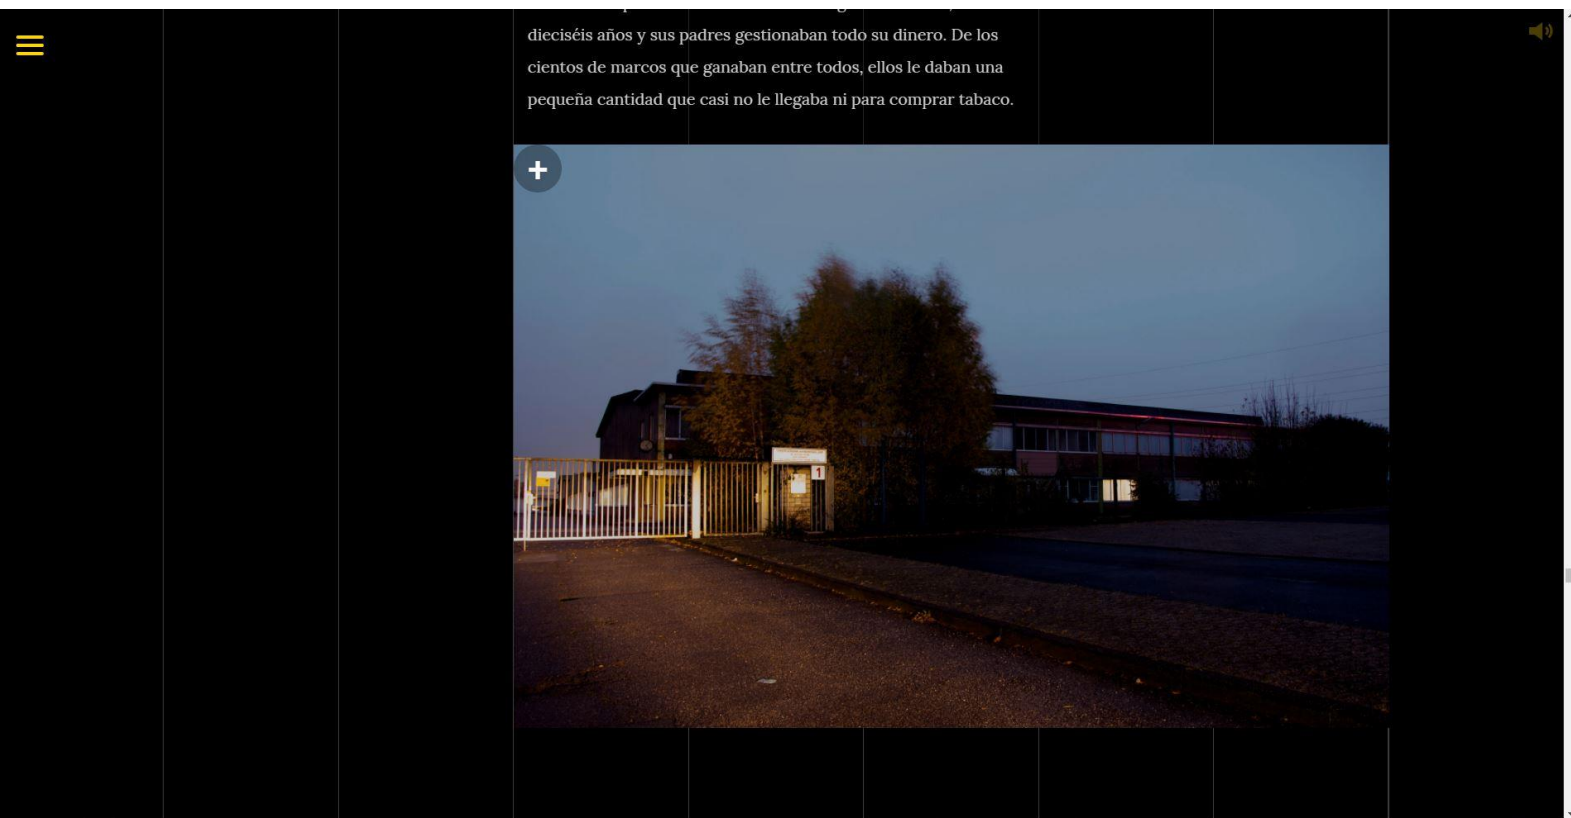 dieciséis años y sus padres gestionaban todo su dinero. De los
cientos de marcos que ganaban entre todos, ellos le daban una
pequeña cantidad que casi no le llegaba ni para comprar tabaco.
1